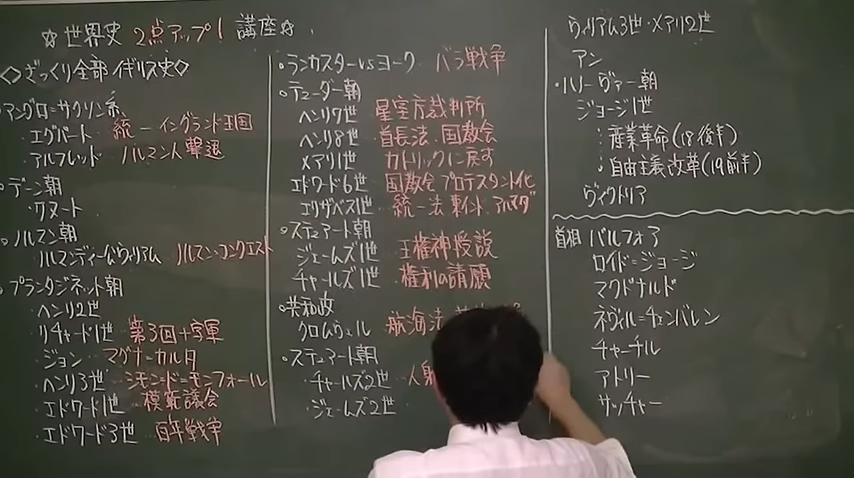 ☆世界史 2点アップ!講座☆
◇ざっくり全部イギリス史◇
・アングロ=サクソン系
・エグバート 統一イングランド王国
・アルフレッド ノルマン人撃退
・デーン朝
・クヌート
・ノルマン朝
・ノルマンディー公ウィリアム ノルマン・コンクエスト
・プランタジネット朝
・ヘンリ2世
・リチャード1世 第3回十字軍
・ジョン マグナ=カルタ
・ヘンリ3世 シモン=ド=モンフォール
・エドワード1世 模範議会
・エドワード3世 百年戦争
・ランカスターvsヨーク バラ戦争
・テューダー朝
ヘンリ7世 星室庁裁判所
ヘンリ8世 首長法・国教会
メアリ1世 カトリックに戻す
エドワード6世 国教会プロテスタント化
エリザベス1世 統一法 東イント アルマダ
・ステュアート朝
ジェームズ1世 王権神授説
チャールズ1世 権利の請願
・共和政
クロムウェル 航海法
・ステュアート朝
・チャールズ2世 人身
・ジェームズ2世
ウィリアム3世・メアリ2世
アン
・ハノーヴァー朝
ジョージ1世
産業革命(18後半)
自由主義改革(19前半)
ヴィクトリア
首相 バルフォア
ロイド=ジョージ
マクドナルド
ネヴィル=チェンバレン
チャーチル
アトリー
サッチャー